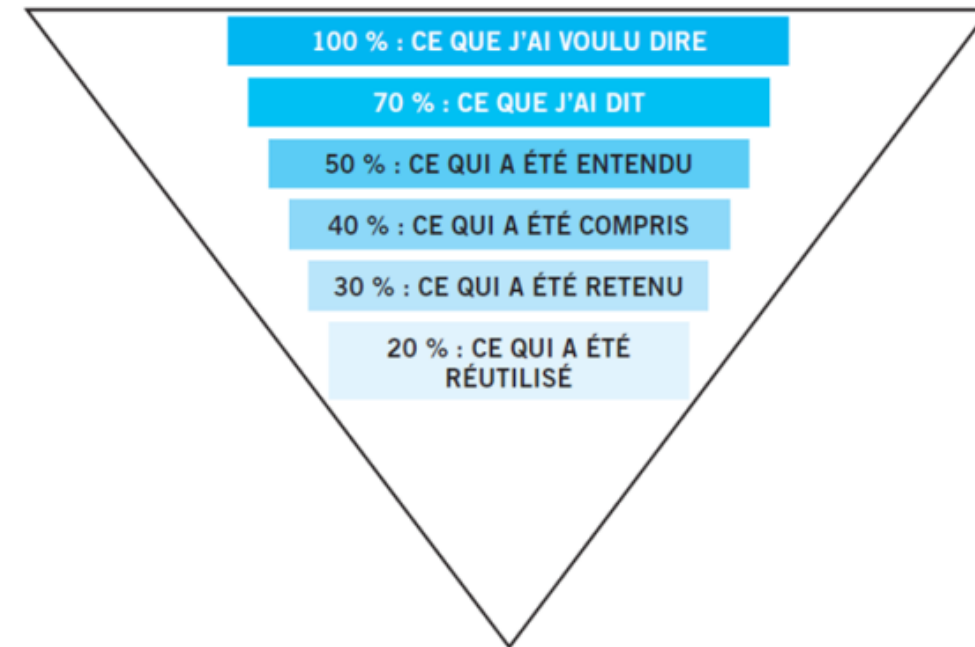 100 % : CE QUE J'AI VOULU DIRE
70 % : CE QUE J'AI DIT
50 % : CE QUI A ÉTÉ ENTENDU
40 % : CE QUI A ÉTÉ COMPRIS
30 % : CE QUI A ÉTÉ RETENU
20 % : CE QUI A ÉTÉ
RÉUTILISÉ